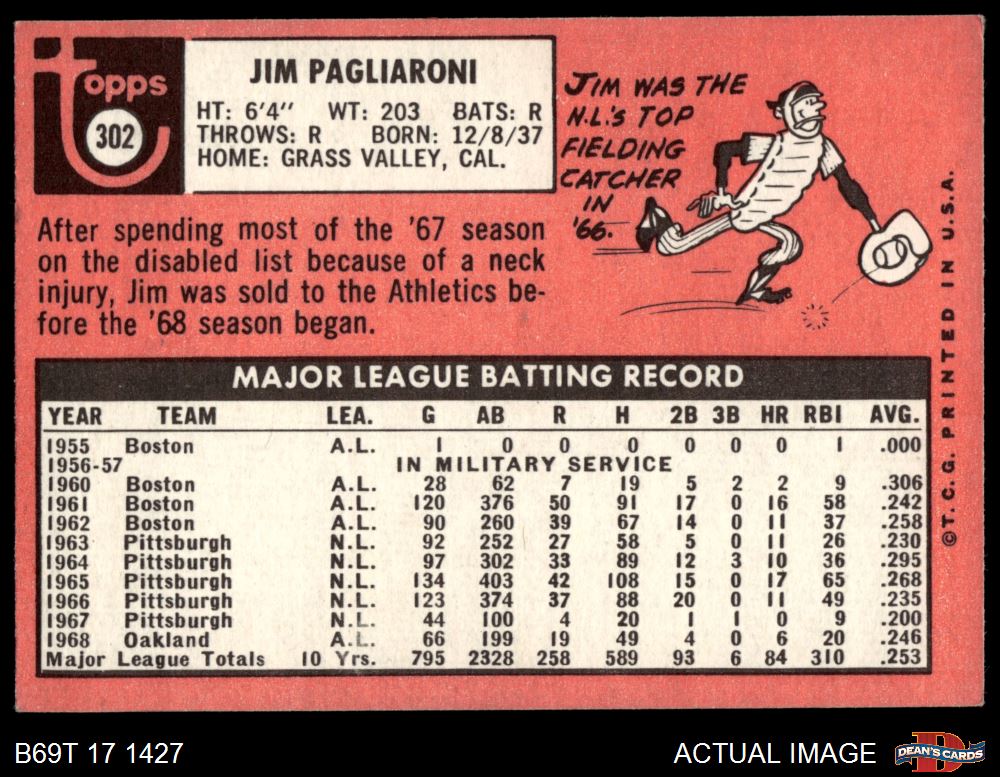 Topps
302
JIM PAGLIARONI
HT: 6'4" WT: 203 BATS: R
THROWS: R BORN: 12/8/37
HOME: GRASS VALLEY, CAL.
JIM WAS THE
N.L.'S TOP
FIELDING
CATCHER
IN
'66.
After spending most of the '67 season
on the disabled list because of a neck
injury, Jim was sold to the Athletics be-
fore the '68 season began.
MAJOR LEAGUE BATTING RECORD
YEAR TEAM LEA. G AB R H 2B 3B HR RBI AVG.
1955 Boston A.L. 1 0 0 0 0 0 0 1 .000
1956-57 IN MILITARY SERVICE
1960 Boston A.L. 28 62 7 19 5 2 2 9 .306
1961 Boston A.L. 120 376 50 91 17 0 16 58 .242
1962 Boston A.L. 90 260 39 67 14 0 11 37 .258
1963 Pittsburgh N.L. 92 252 27 58 5 0 11 26 .230
1964 Pittsburgh N.L. 97 302 33 89 12 3 10 36 .295
1965 Pittsburgh N.L. 134 403 42 108 15 0 17 65 .268
1966 Pittsburgh N.L. 123 374 37 88 20 0 11 49 .235
1967 Pittsburgh N.L. 44 100 4 20 1 1 0 9 .200
1968 Oakland A.L. 66 199 19 49 4 0 6 20 .246
Major League Totals 10 Yrs. 795 2328 258 589 93 6 84 310 .253
©T.C.G. PRINTED IN U.S.A.
B69T 17 1427
ACTUAL IMAGE
DEAN'S CARDS